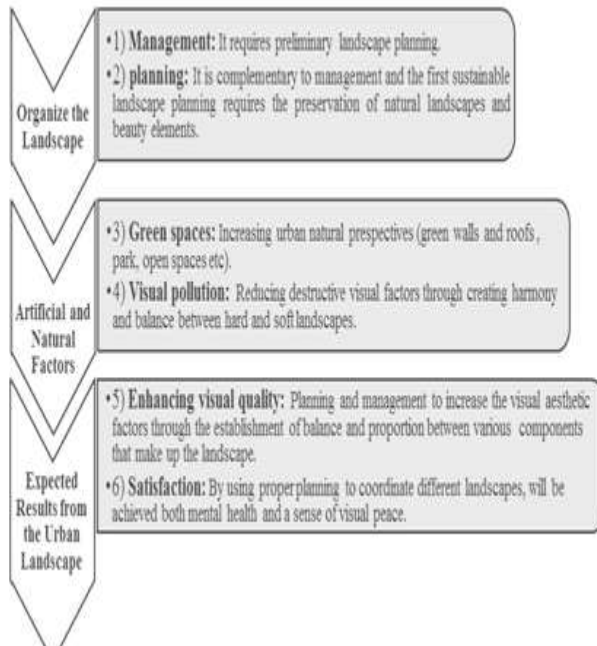 Organize the
Landscape
•1) Management: It requires preliminary landscape planning.
•2) planning: It is complementary to management and the first sustainable
landscape planning requires the preservation of natural landscapes and
beauty elements.
Artificial and
Natural
Factors
•3) Green spaces: Increasing urban natural prespectives (green walls and roofs ,
park, open spaces etc).
•4) Visual pollution: Reducing destructive visual factors through creating harmony
and balance between hard and soft landscapes.
Expected
Results from
the Urban
Landscape
•5) Enhancing visual quality: Planning and management to increase the visual aesthetic
factors through the establishment of balance and proportion between various components
that make up the landscape.
•6) Satisfaction: By using proper planning to coordinate different landscapes, will be
achieved both mental health and a sense of visual peace.